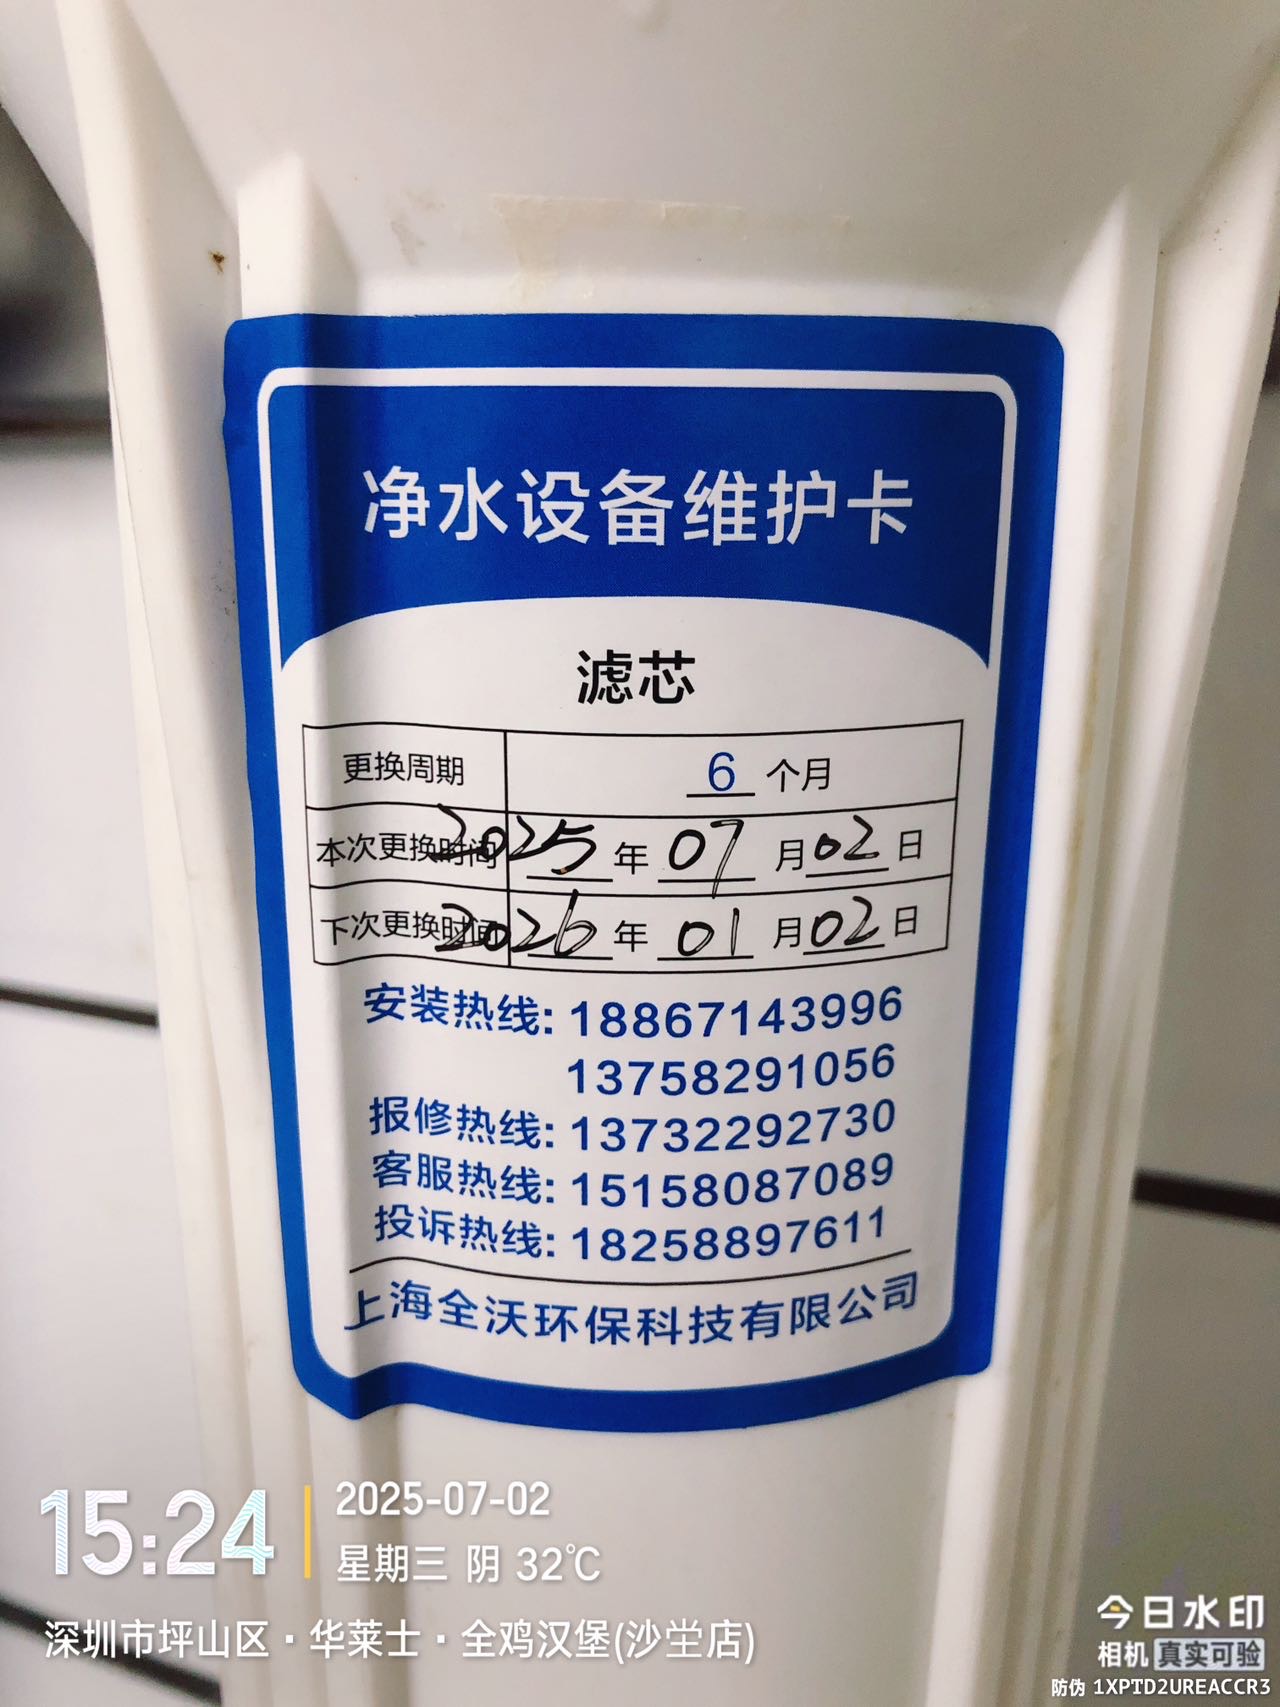 净水设备维护卡
滤芯
更换周期 6 个月
本次更换时间 2025 年 07 月 02 日
下次更换时间 2026 年 01 月 02 日
安装热线: 18867143996
13758291056
报修热线: 13732292730
客服热线: 15158087089
投诉热线: 18258897611
上海全沃环保科技有限公司
15:24
2025-07-02
星期三 阴 32℃
深圳市坪山区·华莱士·全鸡汉堡(沙坣店)
今日水印
相机 真实可验
防伪 1XPTD2UREACCR3